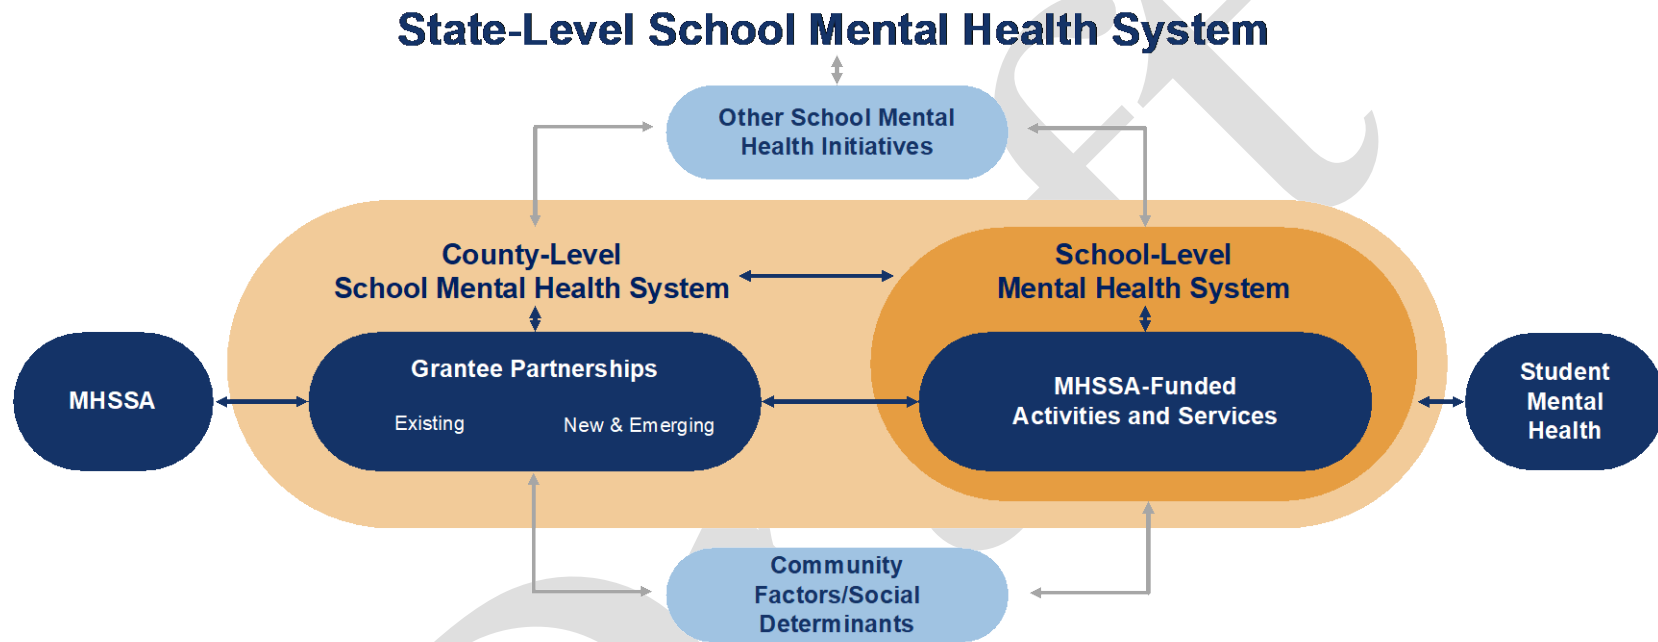 State-Level School Mental Health System
Other School Mental
Health Initiatives
County-Level
School Mental Health System
School-Level
Mental Health System
MHSSA
Grantee Partnerships
Existing
New & Emerging
MHSSA-Funded
Activities and Services
Student
Mental
Health
Community
Factors/Social
Determinants